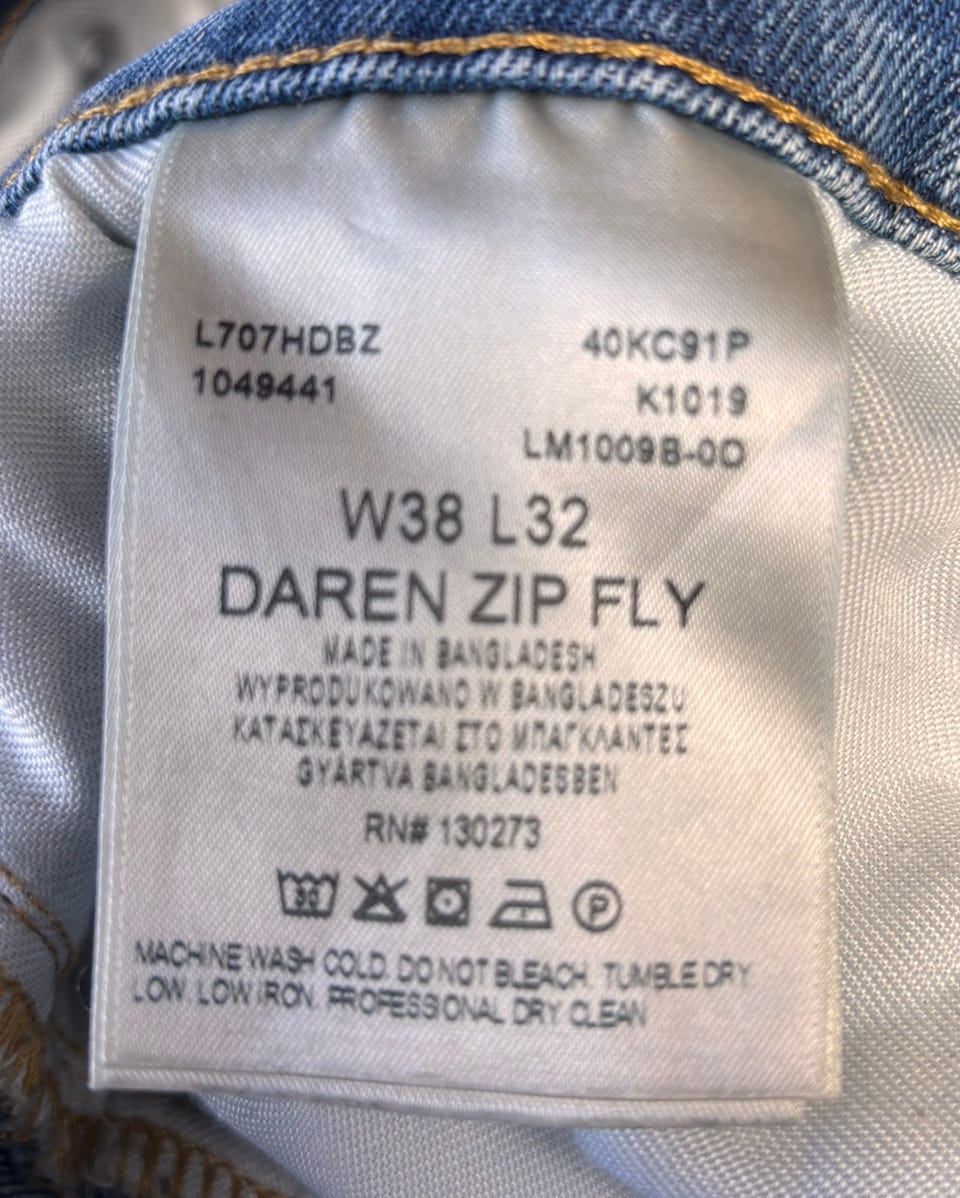 L707HDBZ 40KC91P
1049441 K1019
LM1009B-0D
W38 L32
DAREN ZIP FLY
MADE IN BANGLADESH
WYPRODUKOWANO W BANGLADESZU
ΚΑΤΑΣΚΕΥΑΖΕΤΑΙ ΣΤΟ ΜΠΑΓΚΛΑΝΤΕΣ
GYÁRTVA BANGLADESBEN
RN# 130273
30 P
MACHINE WASH COLD. DO NOT BLEACH. TUMBLE DRY
LOW. LOW IRON. PROFESSIONAL DRY CLEAN